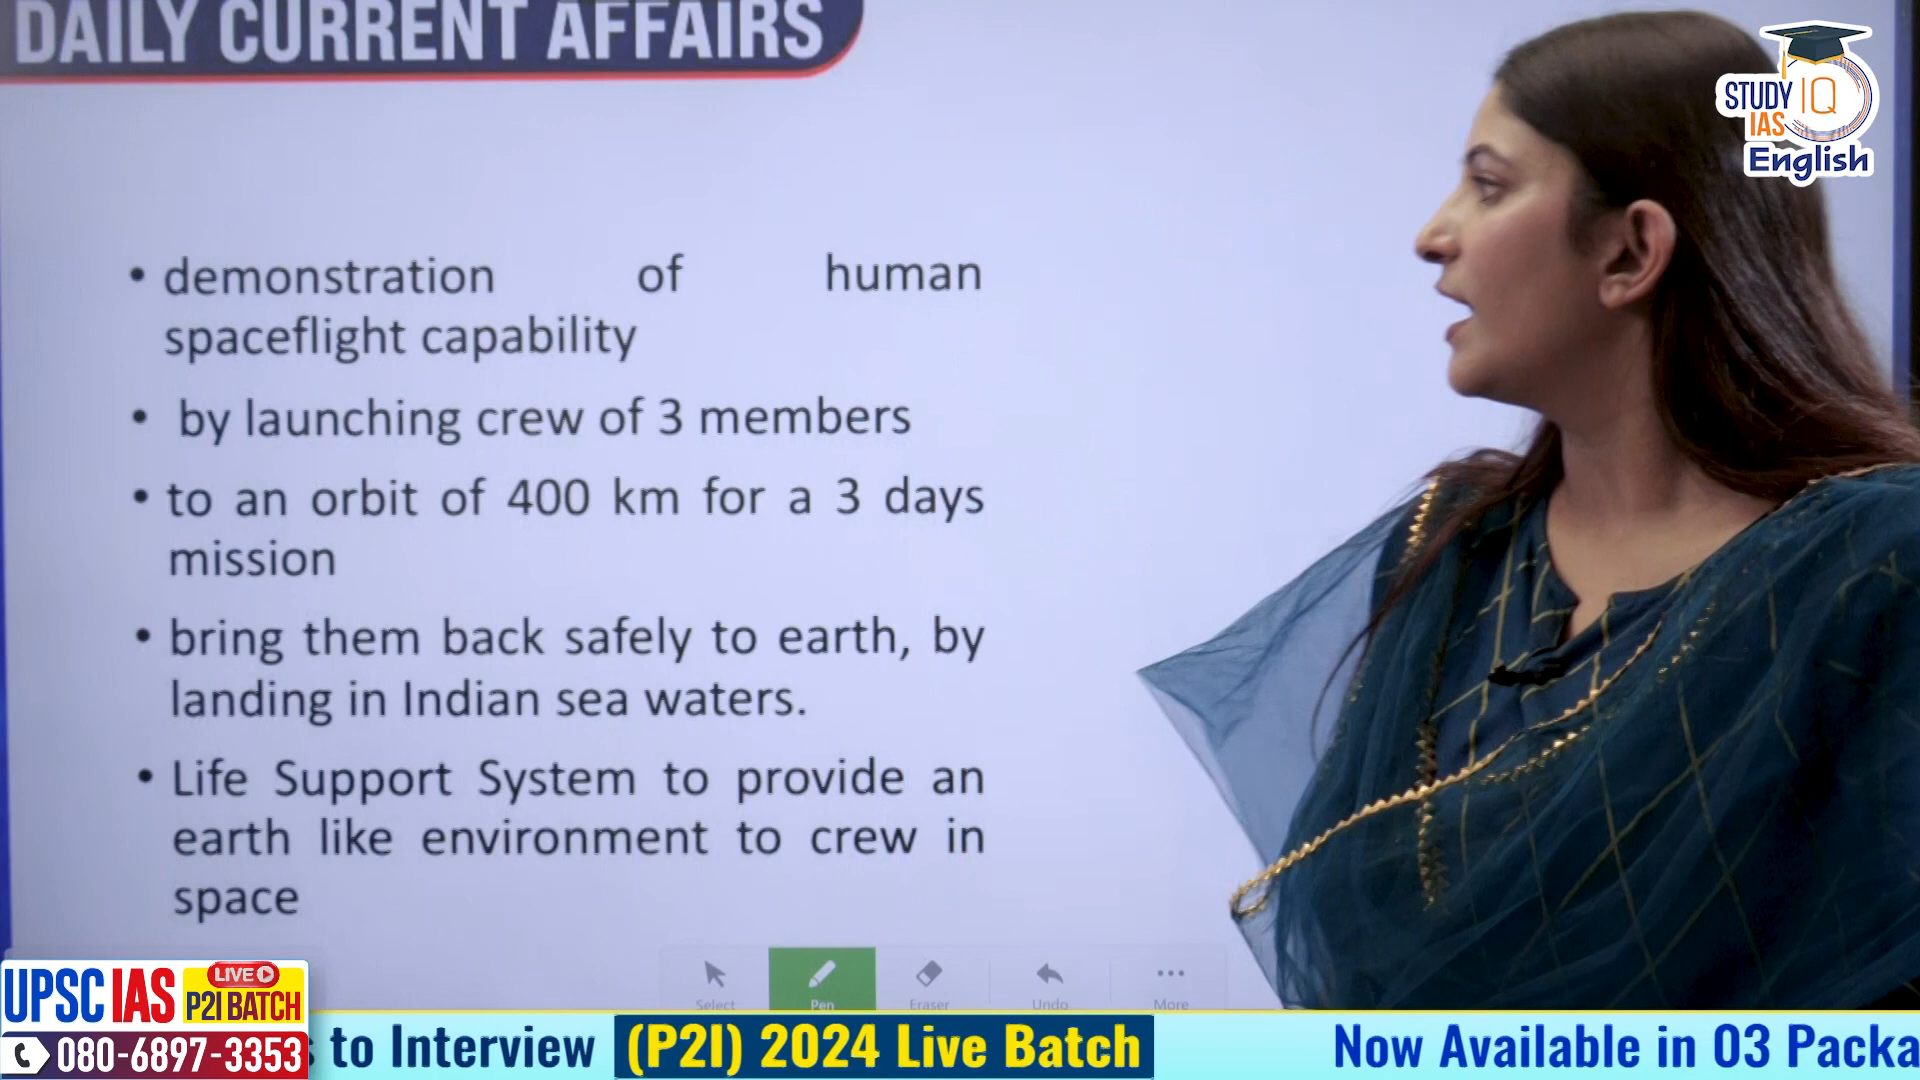 DAILY CURRENT AFFAIRS
STUDY IQ
IAS
English
• demonstration of human
spaceflight capability
• by launching crew of 3 members
• to an orbit of 400 km for a 3 days
mission
• bring them back safely to earth, by
landing in Indian sea waters.
• Life Support System to provide an
earth like environment to crew in
space
Select
Pen
Eraser
Undo
More
UPSC IAS LIVE P2I BATCH
080-6897-3353
s to Interview (P2I) 2024 Live Batch Now Available in 03 Packa